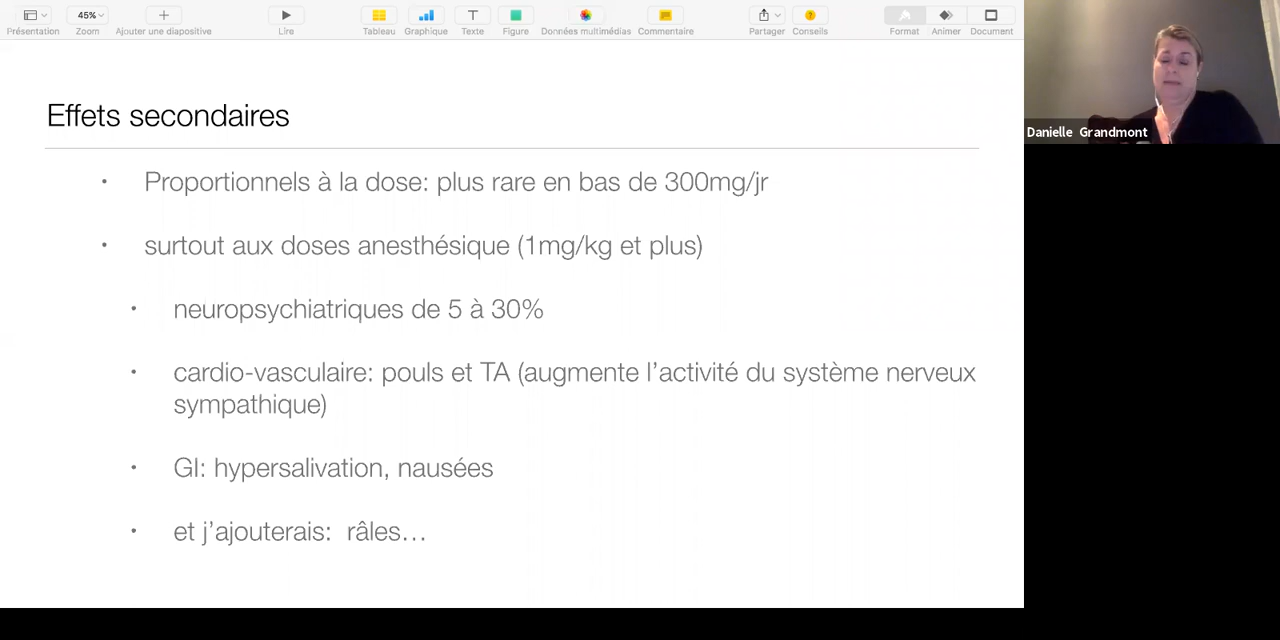 Présentation
45%
Zoom
Ajouter une diapositive
Lire
Tableau
Graphique
Texte
Figure
Données multimédias
Commentaire
Partager
Conseils
Format
Animer
Document
Danielle Grandmont
Effets secondaires
• Proportionnels à la dose: plus rare en bas de 300mg/jr
• surtout aux doses anesthésique (1mg/kg et plus)
• neuropsychiatriques de 5 à 30%
• cardio-vasculaire: pouls et TA (augmente l’activité du système nerveux
sympathique)
• GI: hypersalivation, nausées
• et j’ajouterais: râles…